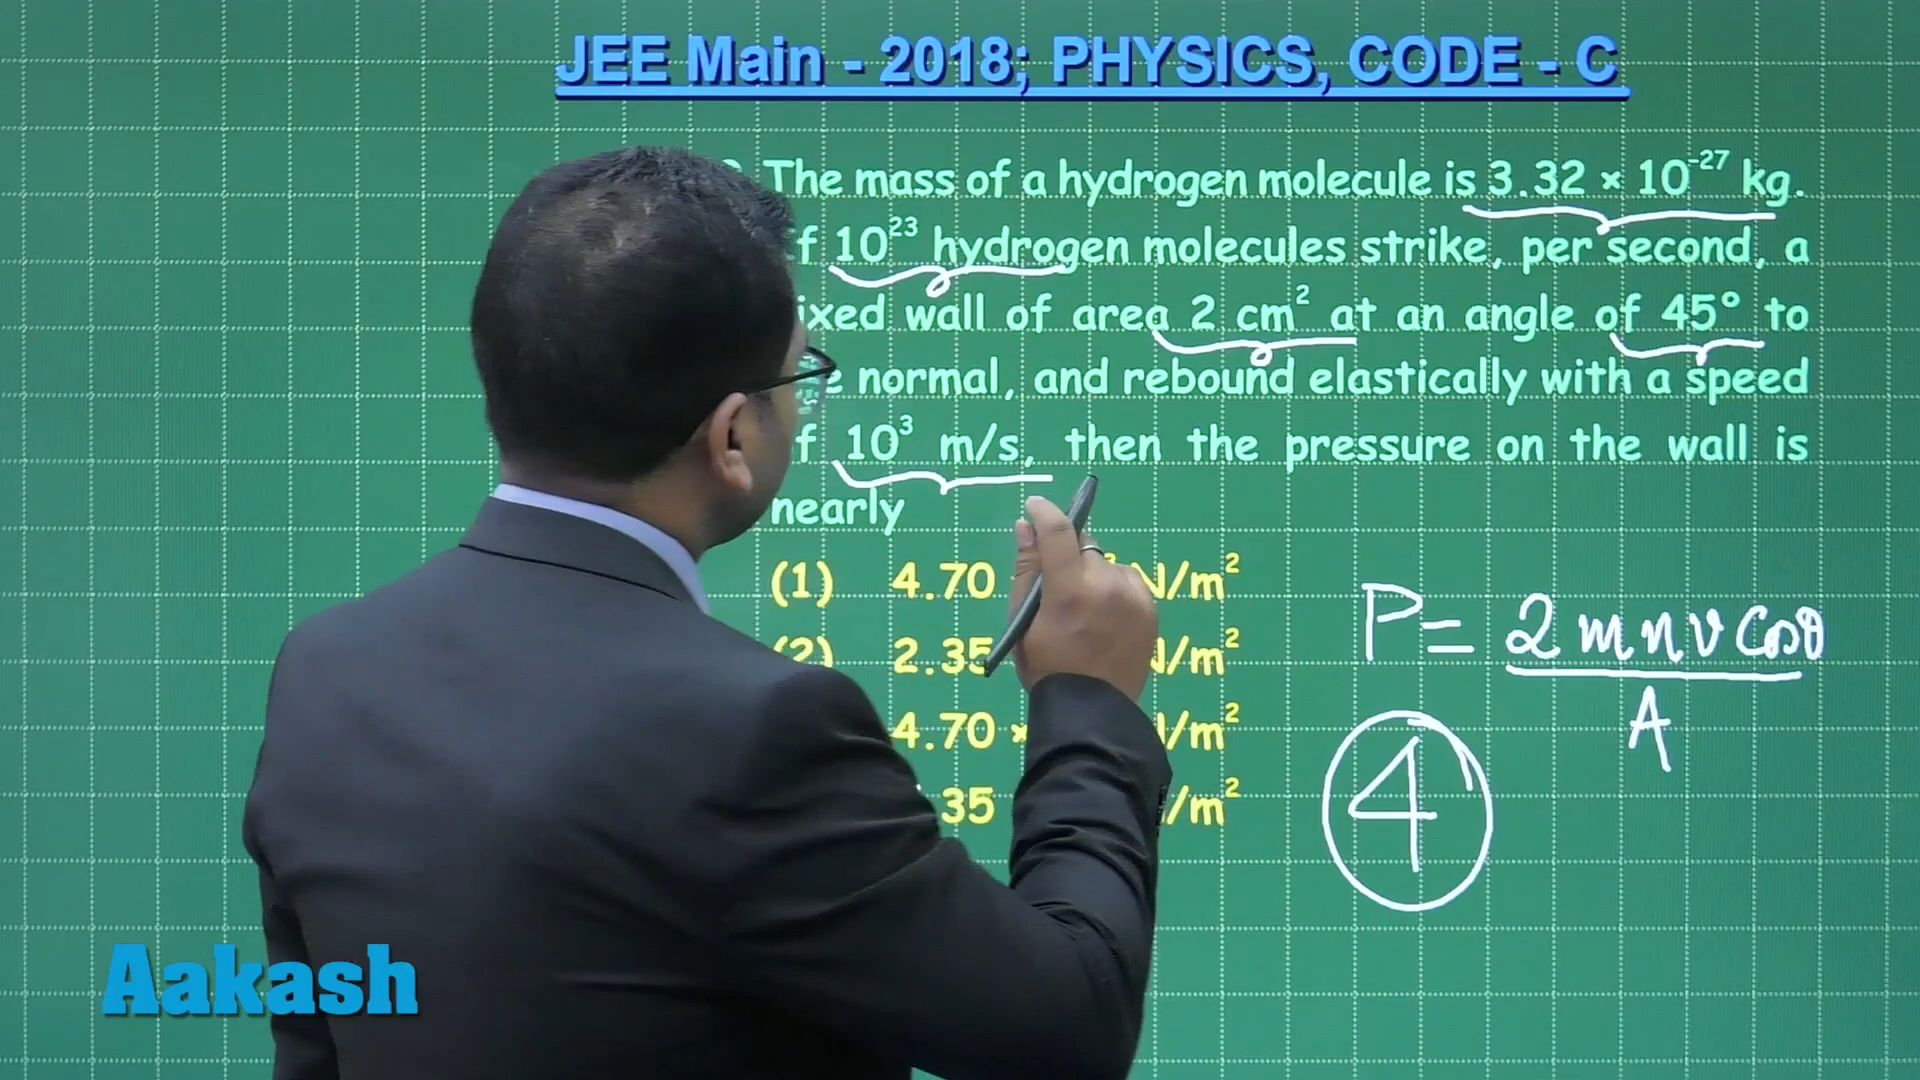 JEE Main - 2018; PHYSICS, CODE - C
The mass of a hydrogen molecule is 3.32 × 10⁻²⁷ kg.
f 10²³ hydrogen molecules strike, per second, a
ixed wall of area 2 cm² at an angle of 45° to
e normal, and rebound elastically with a speed
f 10³ m/s, then the pressure on the wall is
nearly
(1) 4.70 N/m²
(2) 2.35 N/m²
4.70 × /m²
.35 /m²
P = 2 m n v cosθ
A
4
Aakash